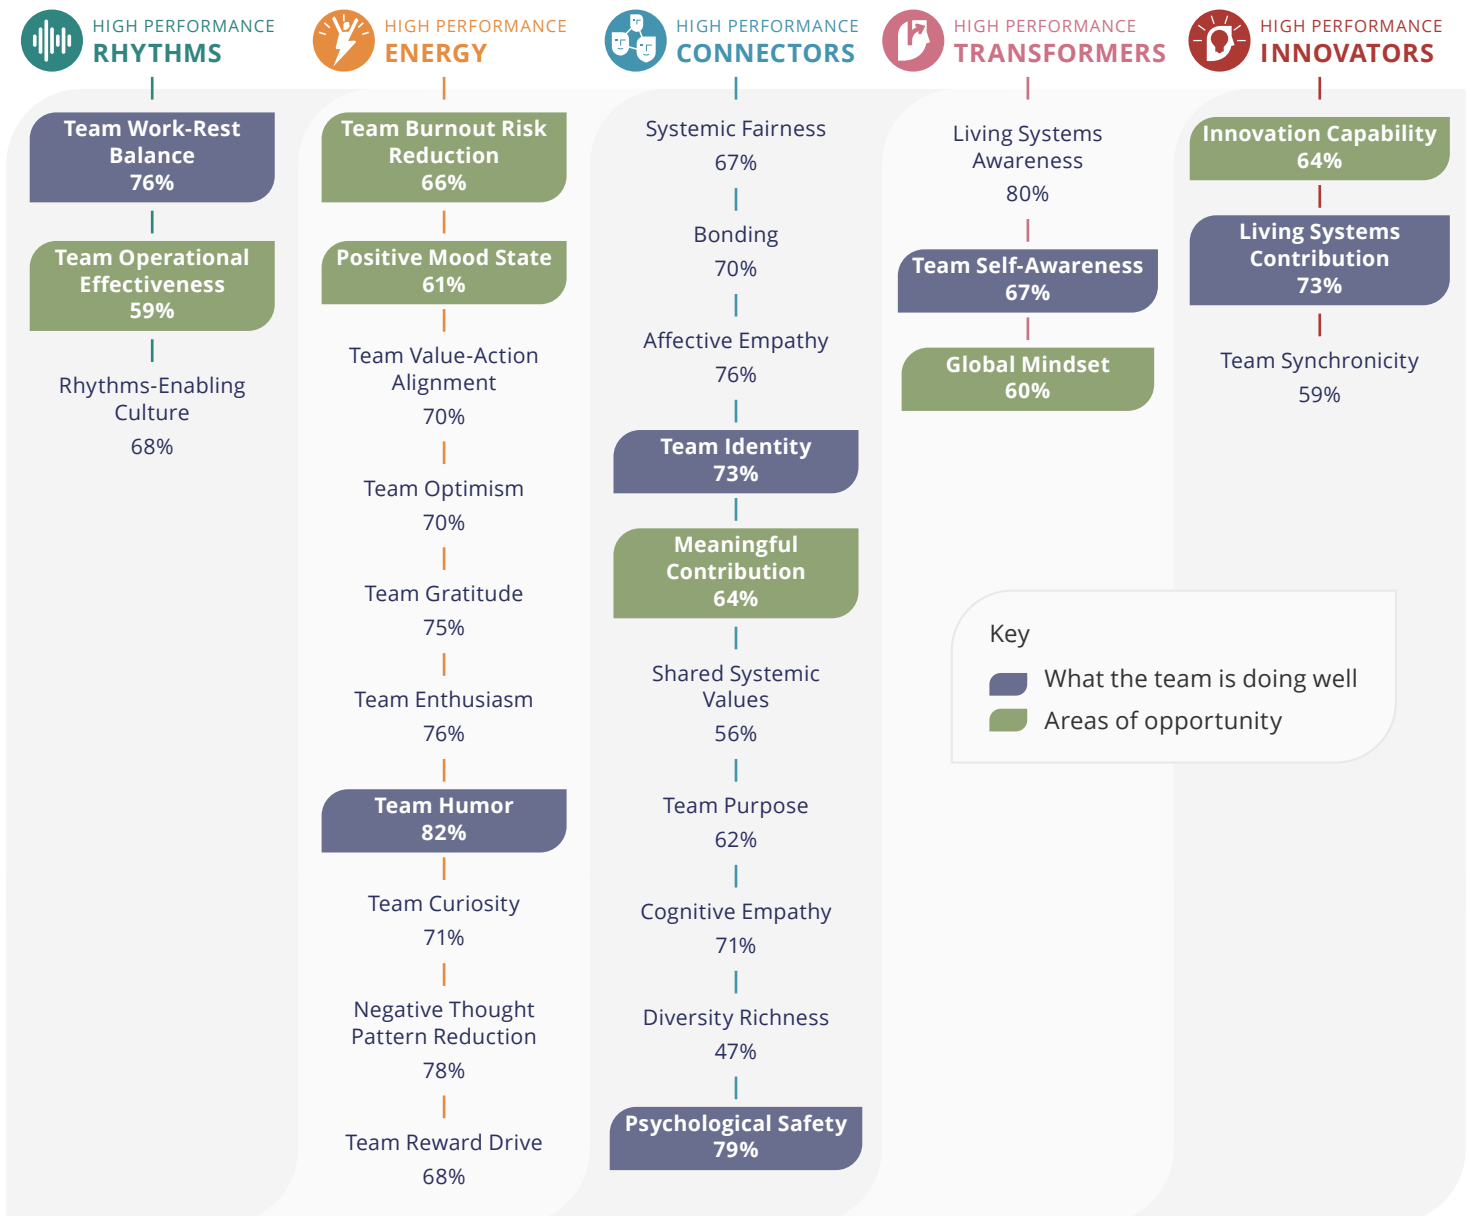 HIGH PERFORMANCE
RHYTHMS
Team Work-Rest
Balance
76%
Team Operational
Effectiveness
59%
Rhythms-Enabling
Culture
68%
HIGH PERFORMANCE
ENERGY
Team Burnout Risk
Reduction
66%
Positive Mood State
61%
Team Value-Action
Alignment
70%
Team Optimism
70%
Team Gratitude
75%
Team Enthusiasm
76%
Team Humor
82%
Team Curiosity
71%
Negative Thought
Pattern Reduction
78%
Team Reward Drive
68%
HIGH PERFORMANCE
CONNECTORS
Systemic Fairness
67%
Bonding
70%
Affective Empathy
76%
Team Identity
73%
Meaningful
Contribution
64%
Shared Systemic
Values
56%
Team Purpose
62%
Cognitive Empathy
71%
Diversity Richness
47%
Psychological Safety
79%
HIGH PERFORMANCE
TRANSFORMERS
Living Systems
Awareness
80%
Team Self-Awareness
67%
Global Mindset
60%
HIGH PERFORMANCE
INNOVATORS
Innovation Capability
64%
Living Systems
Contribution
73%
Team Synchronicity
59%
Key
What the team is doing well
Areas of opportunity